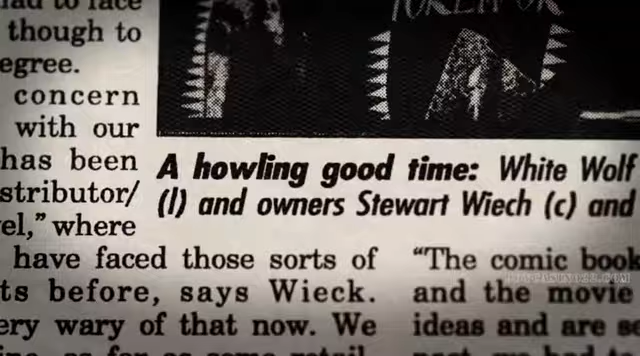 had to face
though to
egree.
concern
with our
has been
stributor/
el," where
have faced those sorts of
ts before, says Wieck.
ery wary of that now. We
A howling good time: White Wolf
(l) and owners Stewart Wiech (c) and
"The comic book
and the movie
ideas and are se